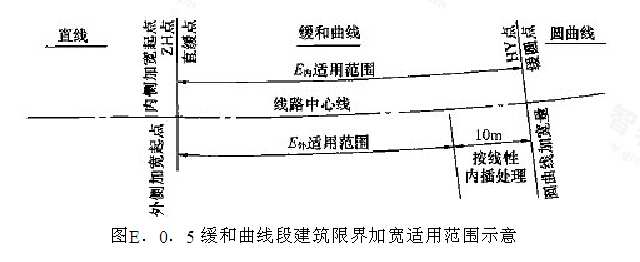 直线
缓和曲线
圆曲线
内侧加宽起点
ZH点
直缓点
HY点
缓圆点
E内适用范围
线路中心线
外侧加宽起点
E外适用范围
10m
按线性
内插处理
圆曲线加宽量
图E.0.5缓和曲线段建筑限界加宽适用范围示意